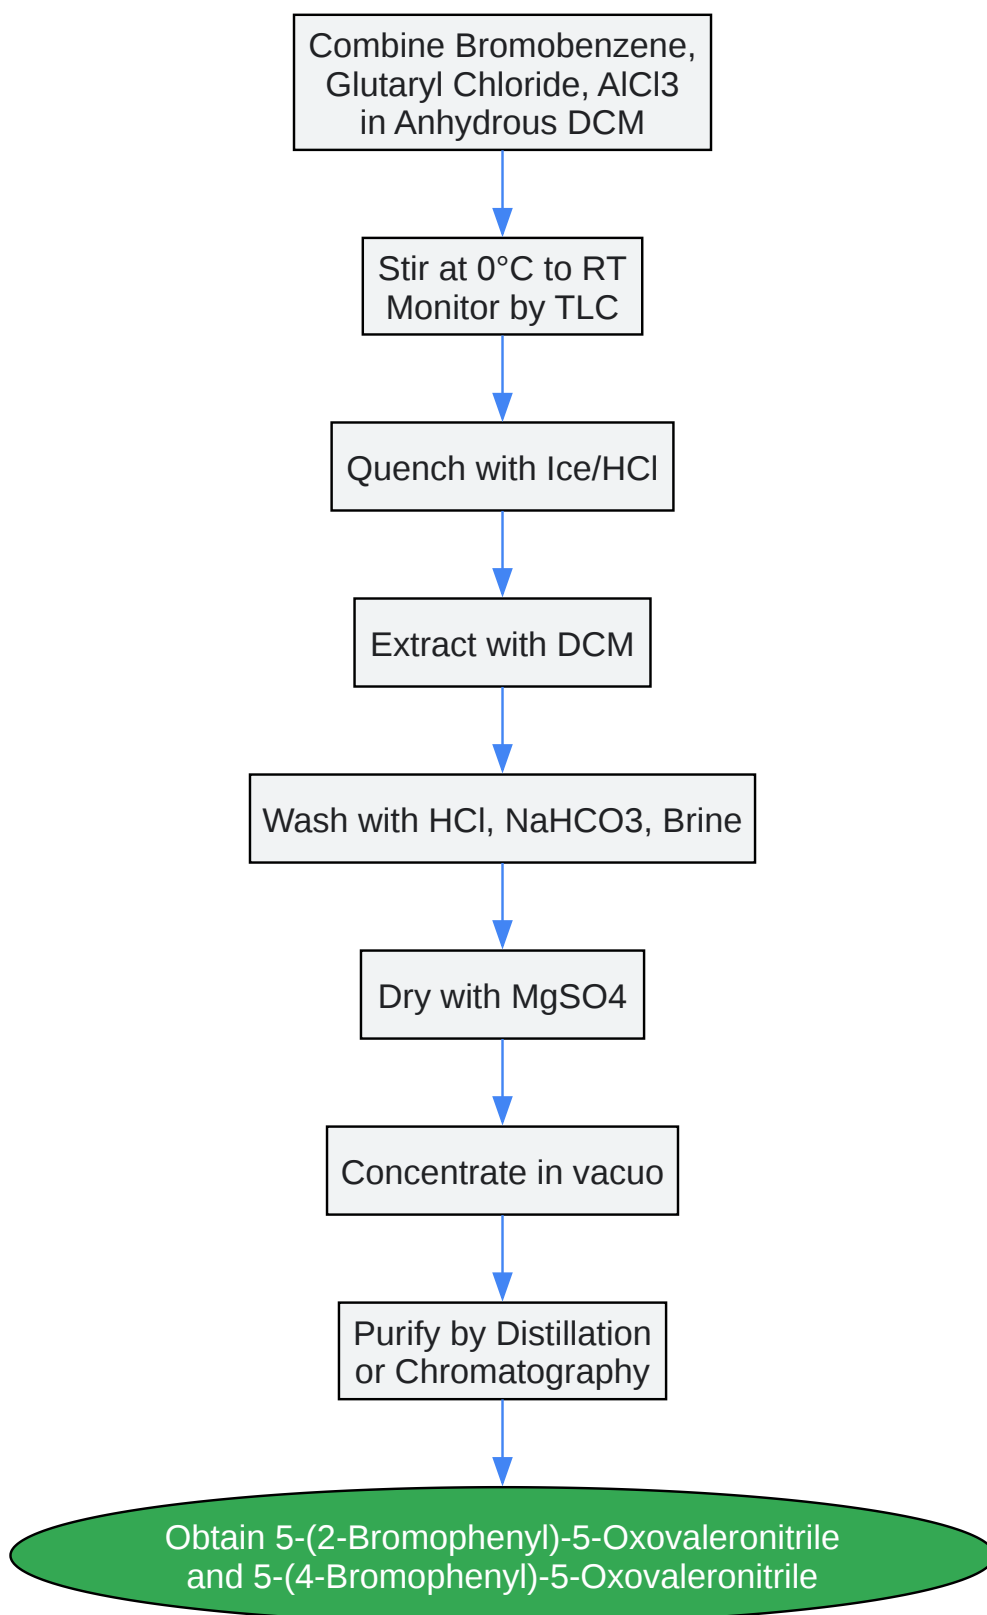 Combine Bromobenzene,
Glutaryl Chloride, AlCl3
in Anhydrous DCM
Stir at 0°C to RT
Monitor by TLC
Quench with Ice/HCl
Extract with DCM
Wash with HCl, NaHCO3, Brine
Dry with MgSO4
Concentrate in vacuo
Purify by Distillation
or Chromatography
Obtain 5-(2-Bromophenyl)-5-Oxovaleronitrile
and 5-(4-Bromophenyl)-5-Oxovaleronitrile